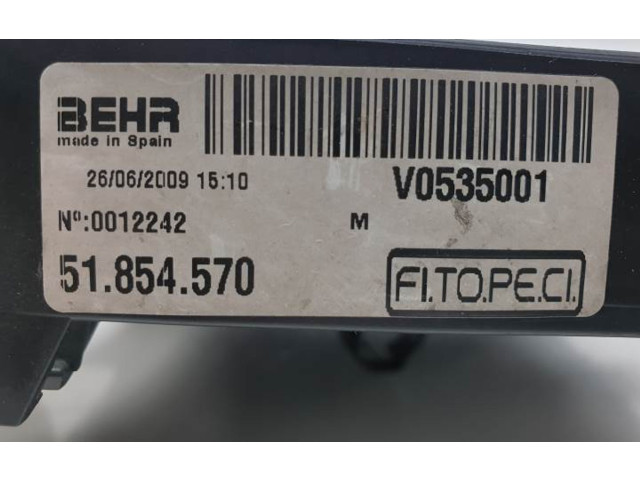 BEHR
made in Spain
26/06/2009 15:10
V0535001
Nº:0012242
M
51.854.570
FI.TO.PE.CI.